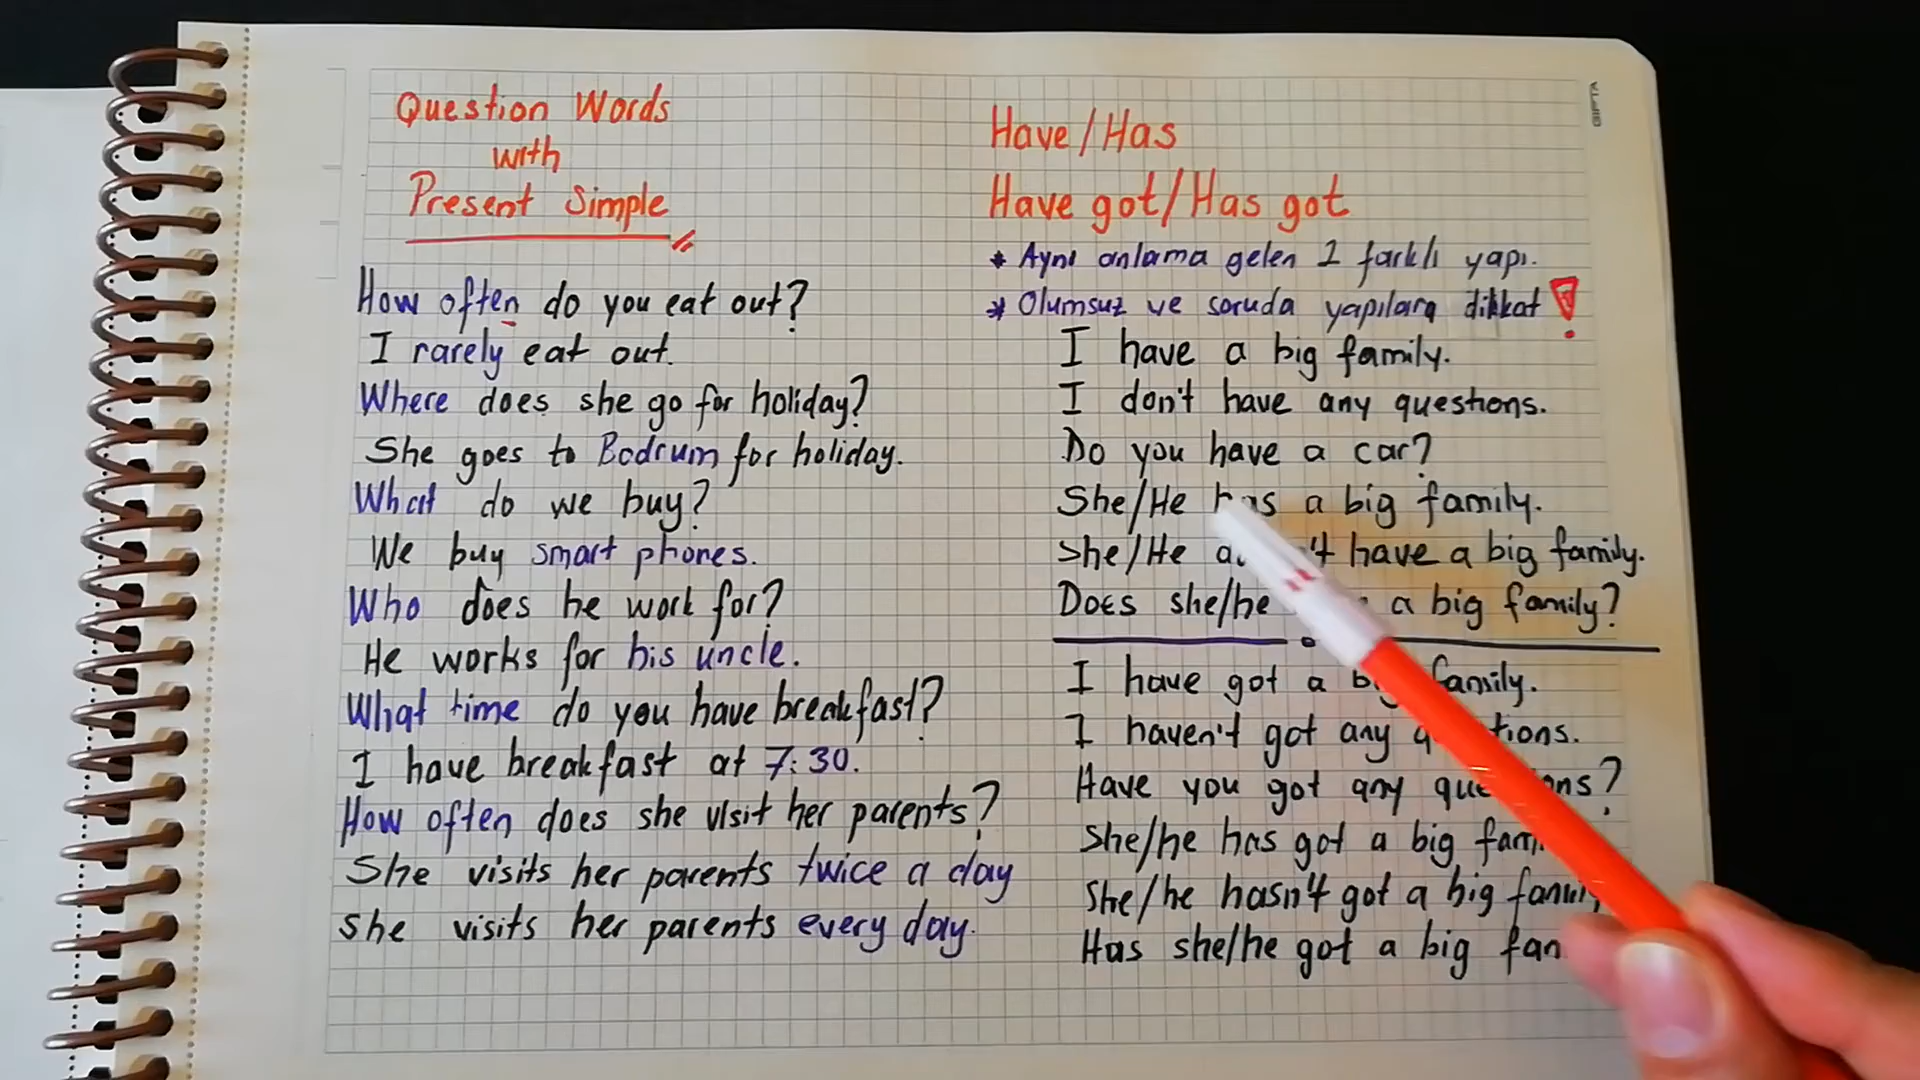 Question Words
with
Present Simple
How often do you eat out?
I rarely eat out.
Where does she go for holiday?
She goes to Bodrum for holiday.
What do we buy?
We buy smart phones.
Who does he work for?
He works for his uncle.
What time do you have breakfast?
I have breakfast at 7:30.
How often does she visit her parents?
She visits her parents twice a day
She visits her parents every day.
Have/Has
Have got/Has got
* Aynı anlama gelen 2 farklı yapı.
* Olumsuz ve soruda yapılara dikkat!
I have a big family.
I don't have any questions.
Do you have a car?
She/He has a big family.
She/He have a big family.
Does she/he a big family?
I have got a big family.
I haven't got any questions.
Have you got any questions?
She/he has got a big
She/he hasn't got a big family
Has she/he got a big
GIPTA